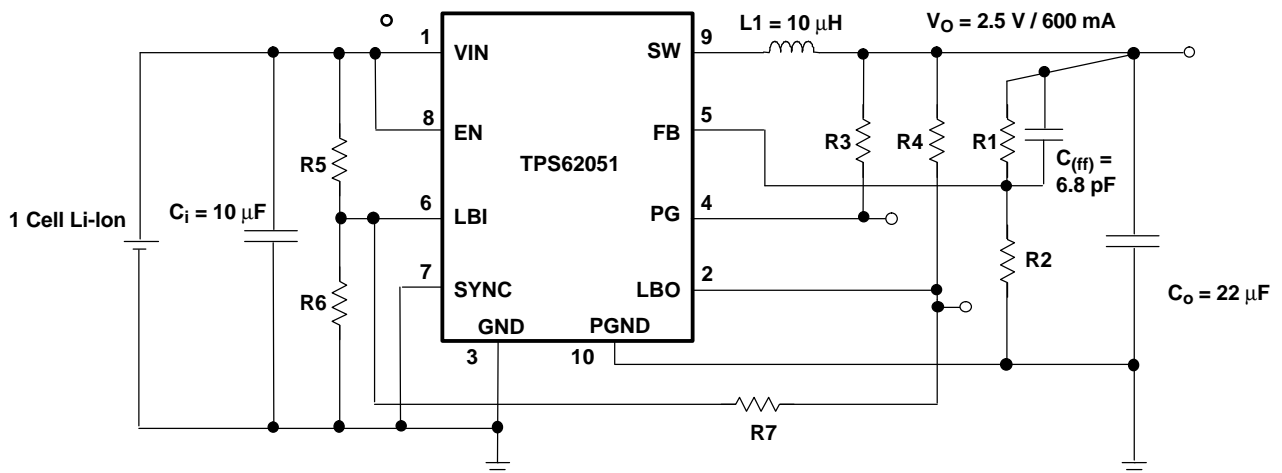 L1 = 10 μH
VO = 2.5 V / 600 mA
1
VIN
SW
9
8
EN
FB
5
R5
R3
R4
R1
TPS62051
C(ff) =
6.8 pF
1 Cell Li-Ion
Ci = 10 μF
6
LBI
PG
4
R2
R6
7
SYNC
LBO
2
Co = 22 μF
GND
PGND
3
10
R7